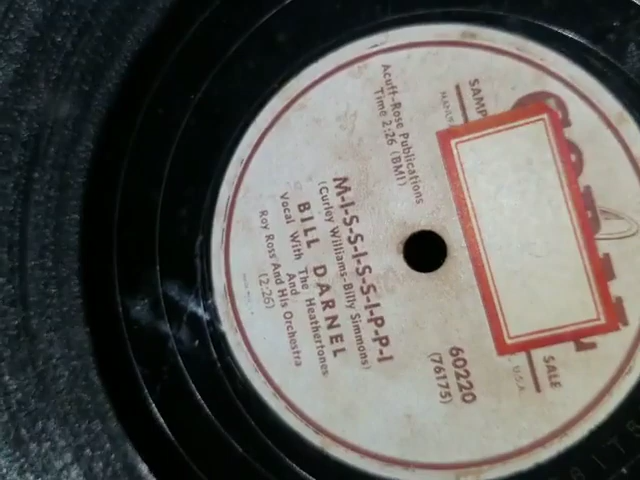 SAMP
SALE
U.S.A.
Acuff-Rose Publications
Time 2:26 (BMI)
60220
(76175)
M-I-S-S-I-S-S-I-P-P-I
(Curley Williams-Billy Simmons)
BILL DARNEL
Vocal With The Heathertones
And
Roy Ross And His Orchestra
(2:26)